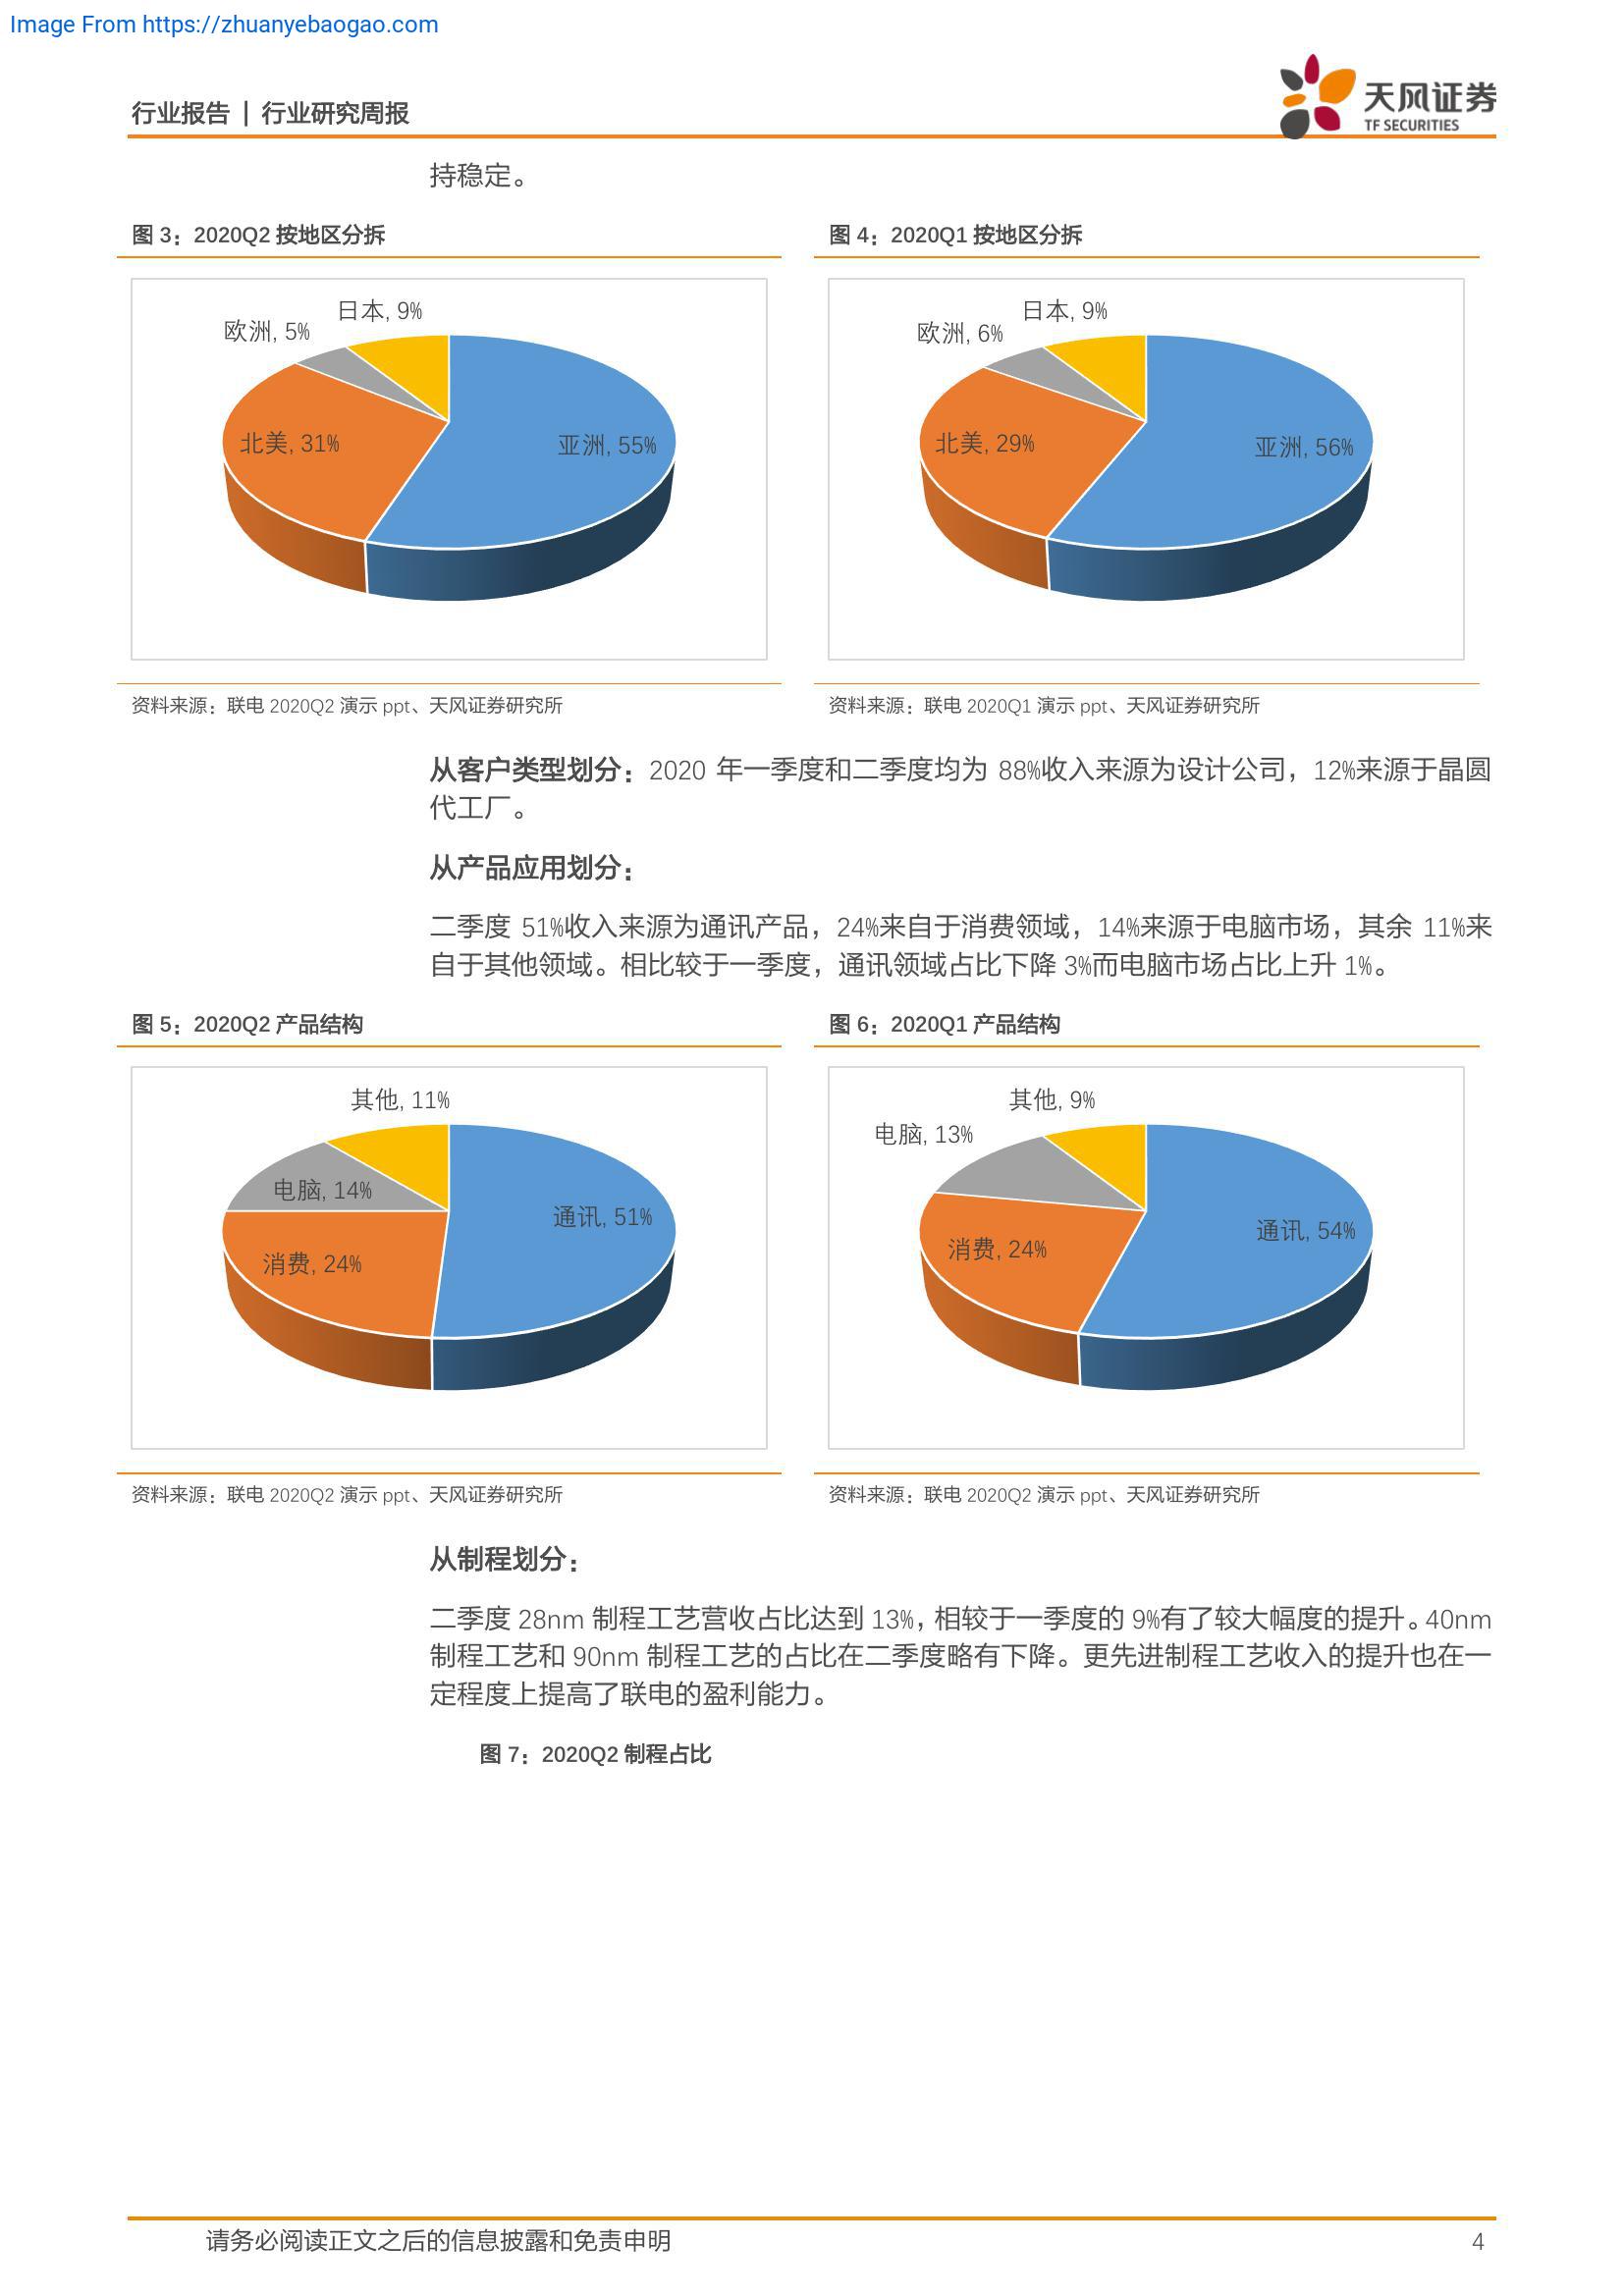 Image From https://zhuanyebaogao.com
行业报告 | 行业研究周报
天风证券
TF SECURITIES
持稳定。
图 3：2020Q2 按地区分拆
图 4：2020Q1 按地区分拆
日本, 9%
欧洲, 5%
北美, 31%
亚洲, 55%
日本, 9%
欧洲, 6%
北美, 29%
亚洲, 56%
资料来源：联电 2020Q2 演示 ppt、天风证券研究所
资料来源：联电 2020Q1 演示 ppt、天风证券研究所
从客户类型划分：2020 年一季度和二季度均为 88%收入来源为设计公司，12%来源于晶圆
代工厂。
从产品应用划分：
二季度 51%收入来源为通讯产品，24%来自于消费领域，14%来源于电脑市场，其余 11%来
自于其他领域。相比较于一季度，通讯领域占比下降 3%而电脑市场占比上升 1%。
图 5：2020Q2 产品结构
图 6：2020Q1 产品结构
其他, 11%
电脑, 14%
通讯, 51%
消费, 24%
其他, 9%
电脑, 13%
通讯, 54%
消费, 24%
资料来源：联电 2020Q2 演示 ppt、天风证券研究所
资料来源：联电 2020Q2 演示 ppt、天风证券研究所
从制程划分：
二季度 28nm 制程工艺营收占比达到 13%，相较于一季度的 9%有了较大幅度的提升。40nm
制程工艺和 90nm 制程工艺的占比在二季度略有下降。更先进制程工艺收入的提升也在一
定程度上提高了联电的盈利能力。
图 7：2020Q2 制程占比
请务必阅读正文之后的信息披露和免责申明
4